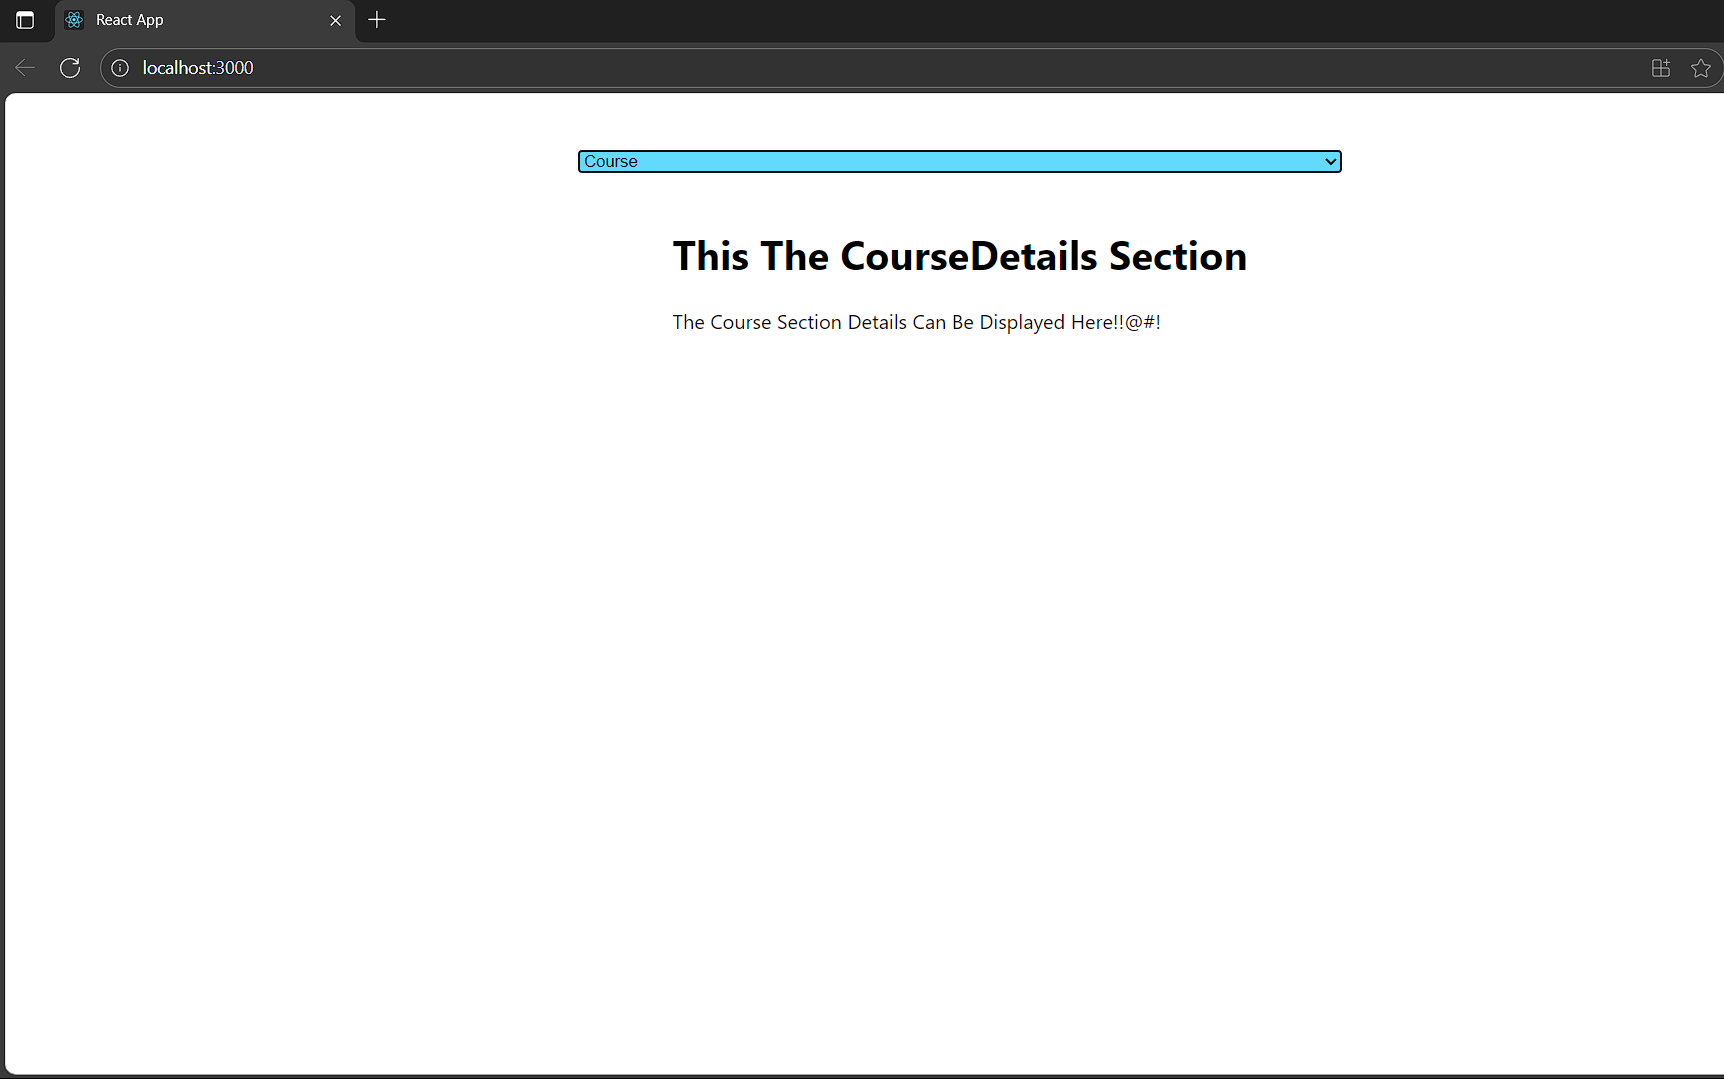 React App
localhost:3000
Course
This The CourseDetails Section
The Course Section Details Can Be Displayed Here!!@#!